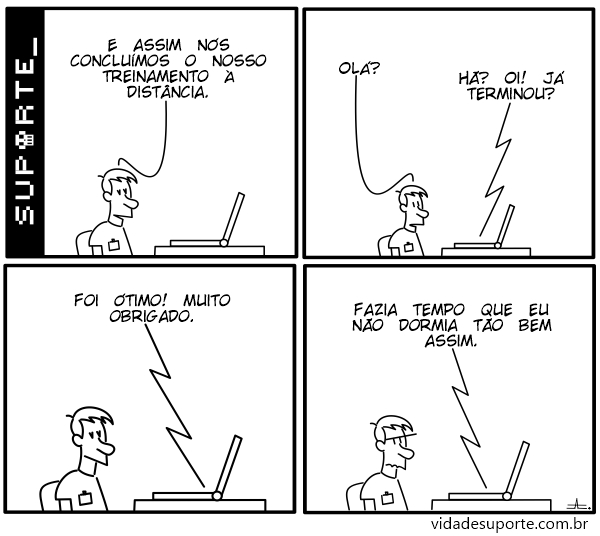 SUPORTE_
E ASSIM NÓS
CONCLUÍMOS O NOSSO
TREINAMENTO À
DISTÂNCIA.
OLÁ?
HÃ? OI! JÁ
TERMINOU?
FOI ÓTIMO! MUITO
OBRIGADO.
FAZIA TEMPO QUE EU
NÃO DORMIA TÃO BEM
ASSIM.
vidadesuporte.com.br